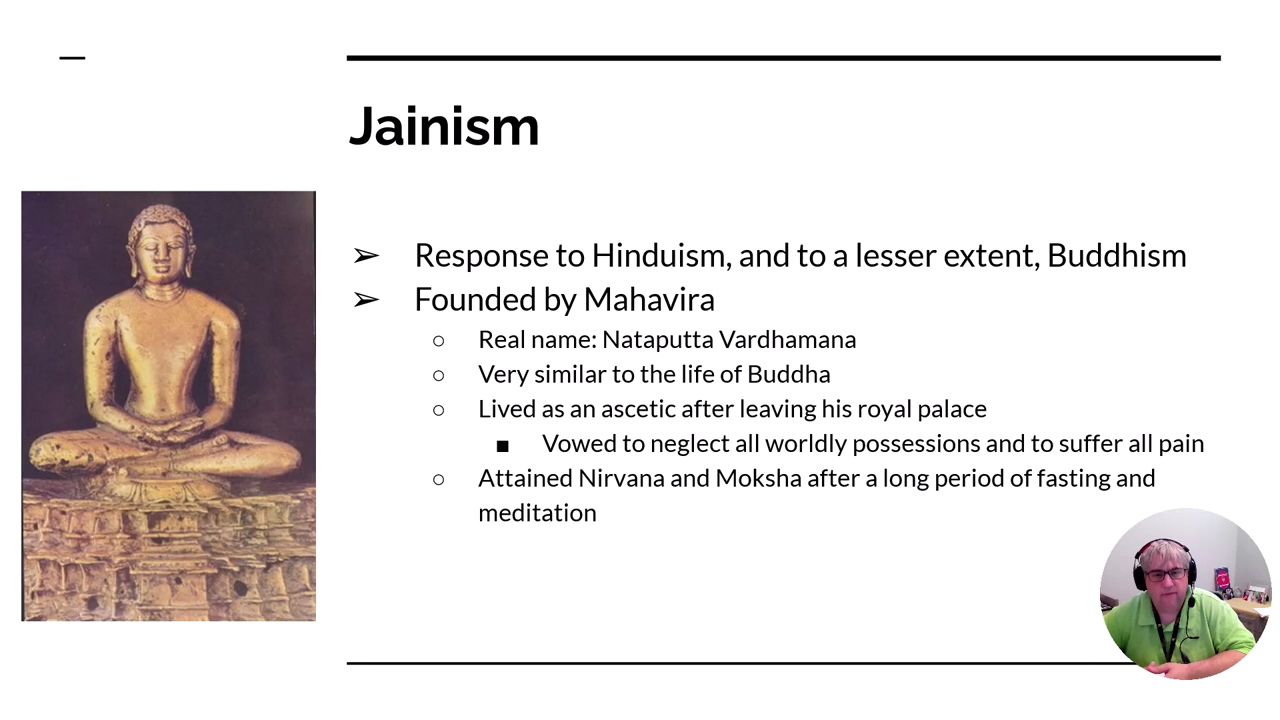 Jainism
➢ Response to Hinduism, and to a lesser extent, Buddhism
➢ Founded by Mahavira
○ Real name: Nataputta Vardhamana
○ Very similar to the life of Buddha
○ Lived as an ascetic after leaving his royal palace
■ Vowed to neglect all worldly possessions and to suffer all pain
○ Attained Nirvana and Moksha after a long period of fasting and
meditation